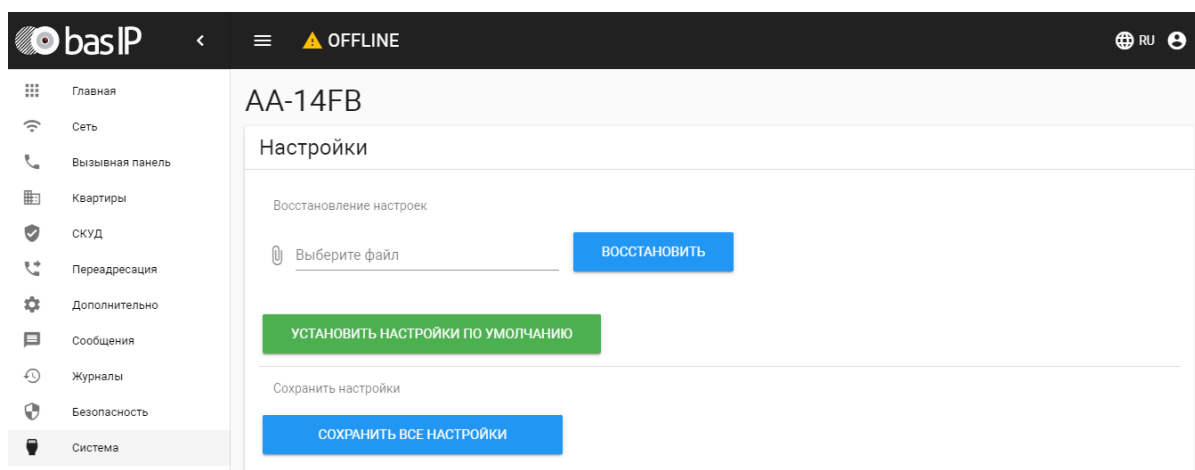 bas IP
OFFLINE
RU
Главная
Сеть
Вызывная панель
Квартиры
СКУД
Переадресация
Дополнительно
Сообщения
Журналы
Безопасность
Система
AA-14FB
Настройки
Восстановление настроек
Выберите файл
ВОССТАНОВИТЬ
УСТАНОВИТЬ НАСТРОЙКИ ПО УМОЛЧАНИЮ
Сохранить настройки
СОХРАНИТЬ ВСЕ НАСТРОЙКИ